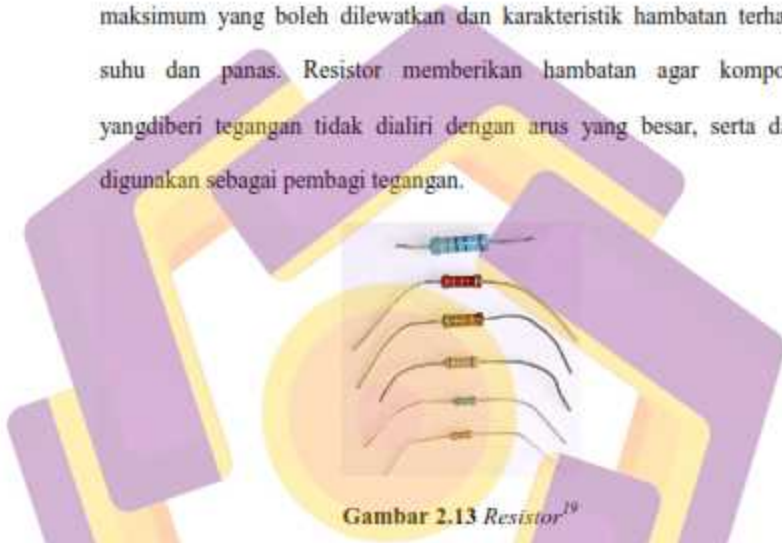 maksimum yang boleh dilewatkan dan karakteristik hambatan
suhu dan panas. Resistor memberikan hambatan agar
yangdiberi tegangan tidak dialiri dengan arus yang besar, serta
digunakan sebagai pembagi tegangan.
Gambar 2.13 Resistor19